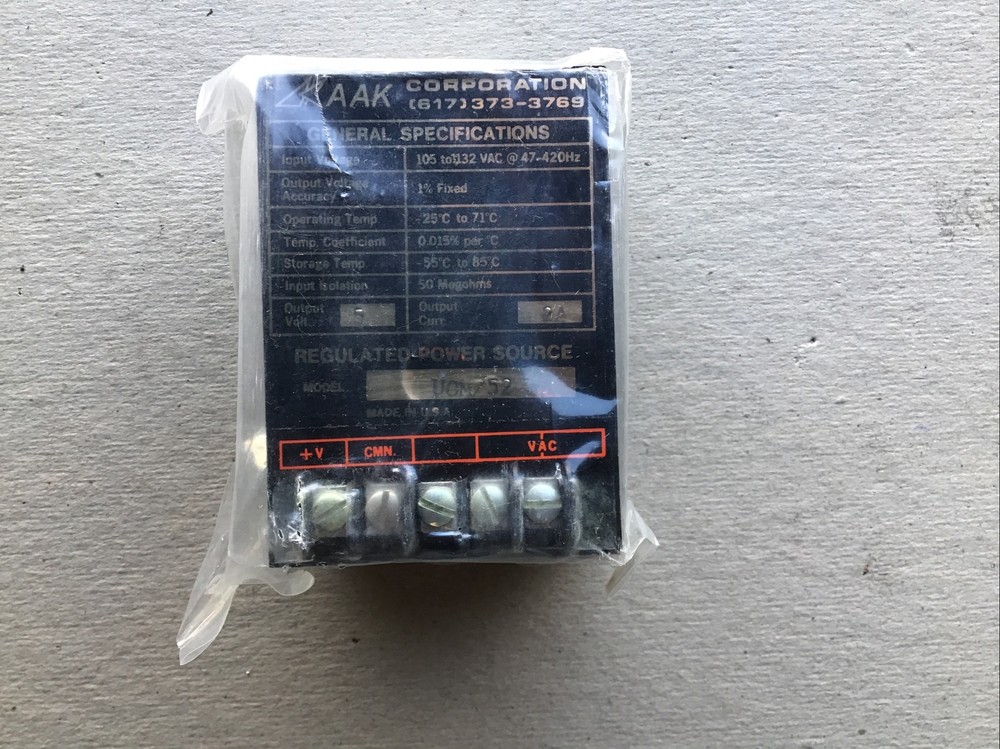 AAK CORPORATION
(617) 373-3769
GENERAL SPECIFICATIONS
Input Voltage 105 to 132 VAC @ 47-420Hz
Output Voltage Accuracy 1% Fixed
Operating Temp -25°C to 71°C
Temp. Coefficient 0.015% per °C
Storage Temp -55°C to 85°C
Input Isolation 50 Megohms
Output Volt. Output Curr.
REGULATED POWER SOURCE
MODEL
MADE IN U.S.A.
+V CMN. VAC